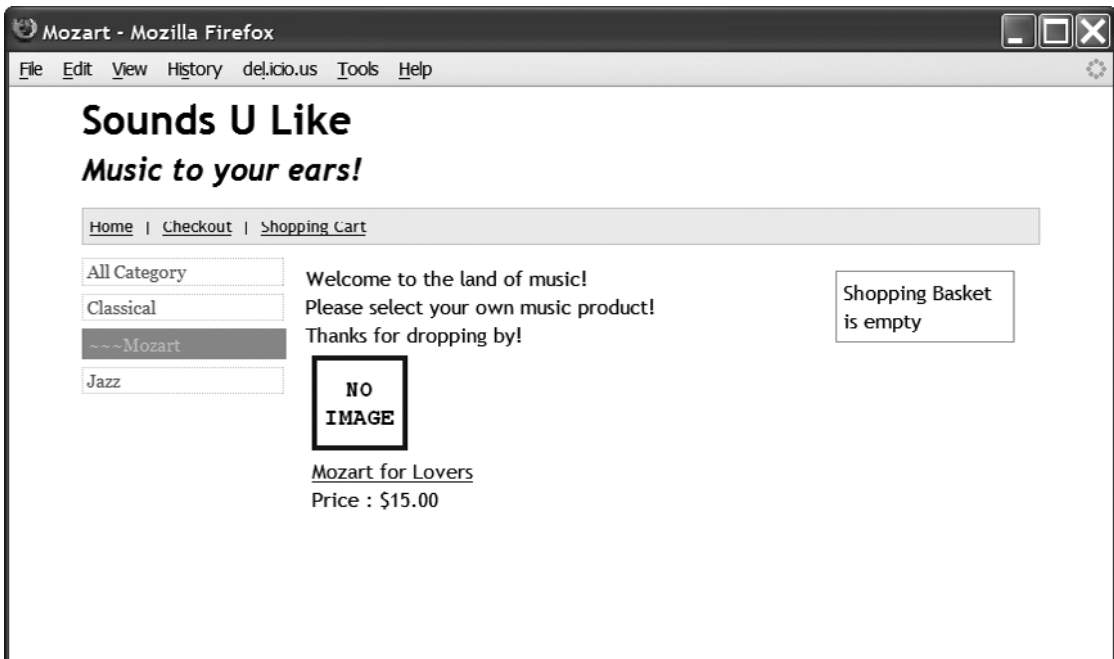 Mozart - Mozilla Firefox
File Edit View History del.icio.us Tools Help
Sounds U Like
Music to your ears!
Home | Checkout | Shopping Cart
All Category
Classical
~~~Mozart
Jazz
Welcome to the land of music!
Please select your own music product!
Thanks for dropping by!
NO
IMAGE
Mozart for Lovers
Price : $15.00
Shopping Basket
is empty